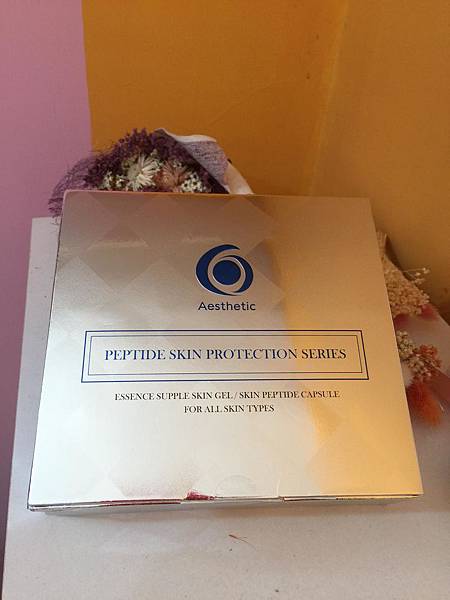 Aesthetic
PEPTIDE SKIN PROTECTION SERIES
ESSENCE SUPPLE SKIN GEL / SKIN PEPTIDE CAPSULE
FOR ALL SKIN TYPES